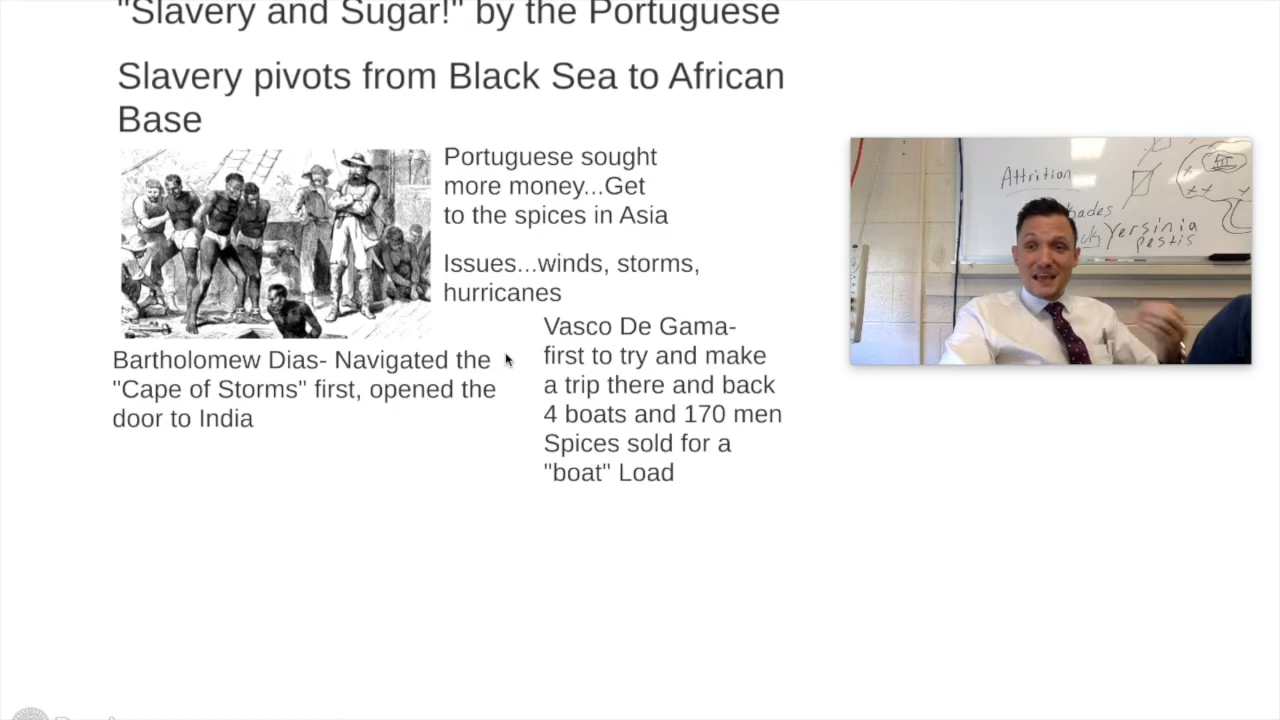 "Slavery and Sugar!" by the Portuguese
Slavery pivots from Black Sea to African
Base
Portuguese sought
more money...Get
to the spices in Asia
Issues...winds, storms,
hurricanes
Vasco De Gama-
first to try and make
a trip there and back
4 boats and 170 men
Spices sold for a
"boat" Load
Bartholomew Dias- Navigated the
"Cape of Storms" first, opened the
door to India
Attrition
Yersinia
pestis